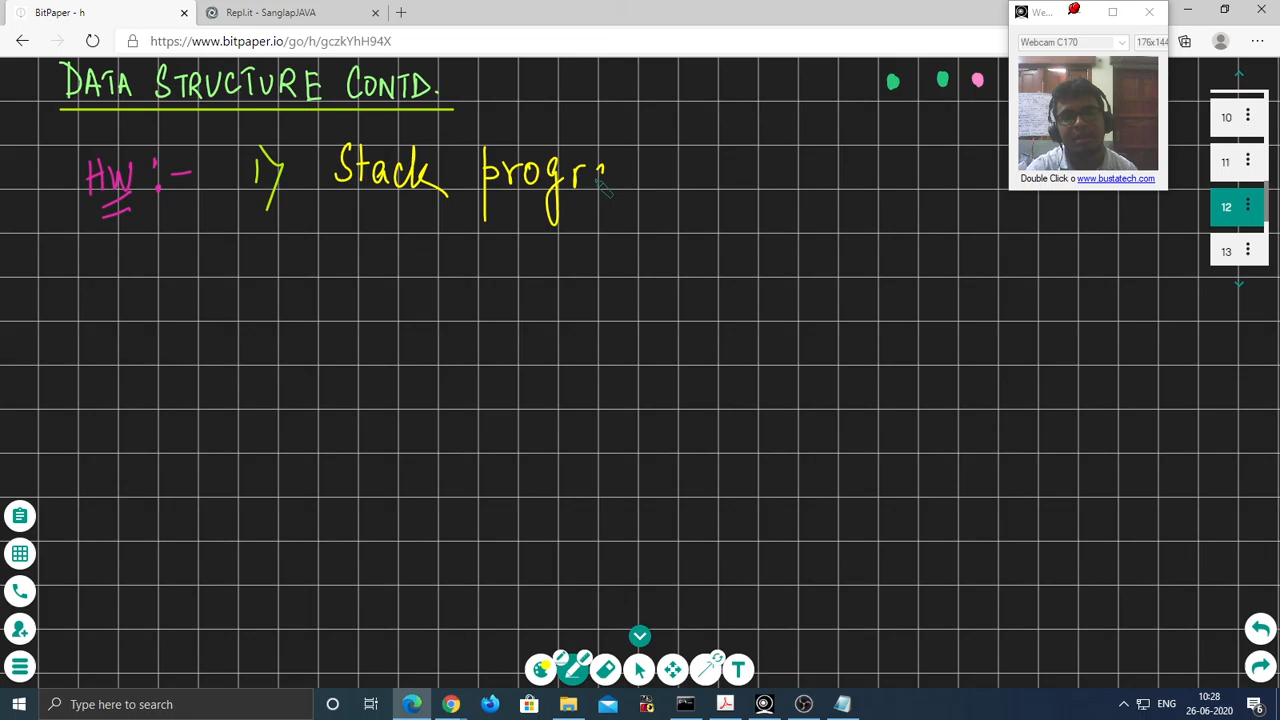 BitPaper - h
Repl.it - SanglapJAVA
We...
https://www.bitpaper.io/go/h/gczkYhH94X
Webcam C170
176x144
DATA STRUCTURE CONTD.
10
HW :- 1) Stack progr
11
Double Click o www.bustatech.com
12
13
T
Type here to search
ENG
10:28
26-06-2020
6